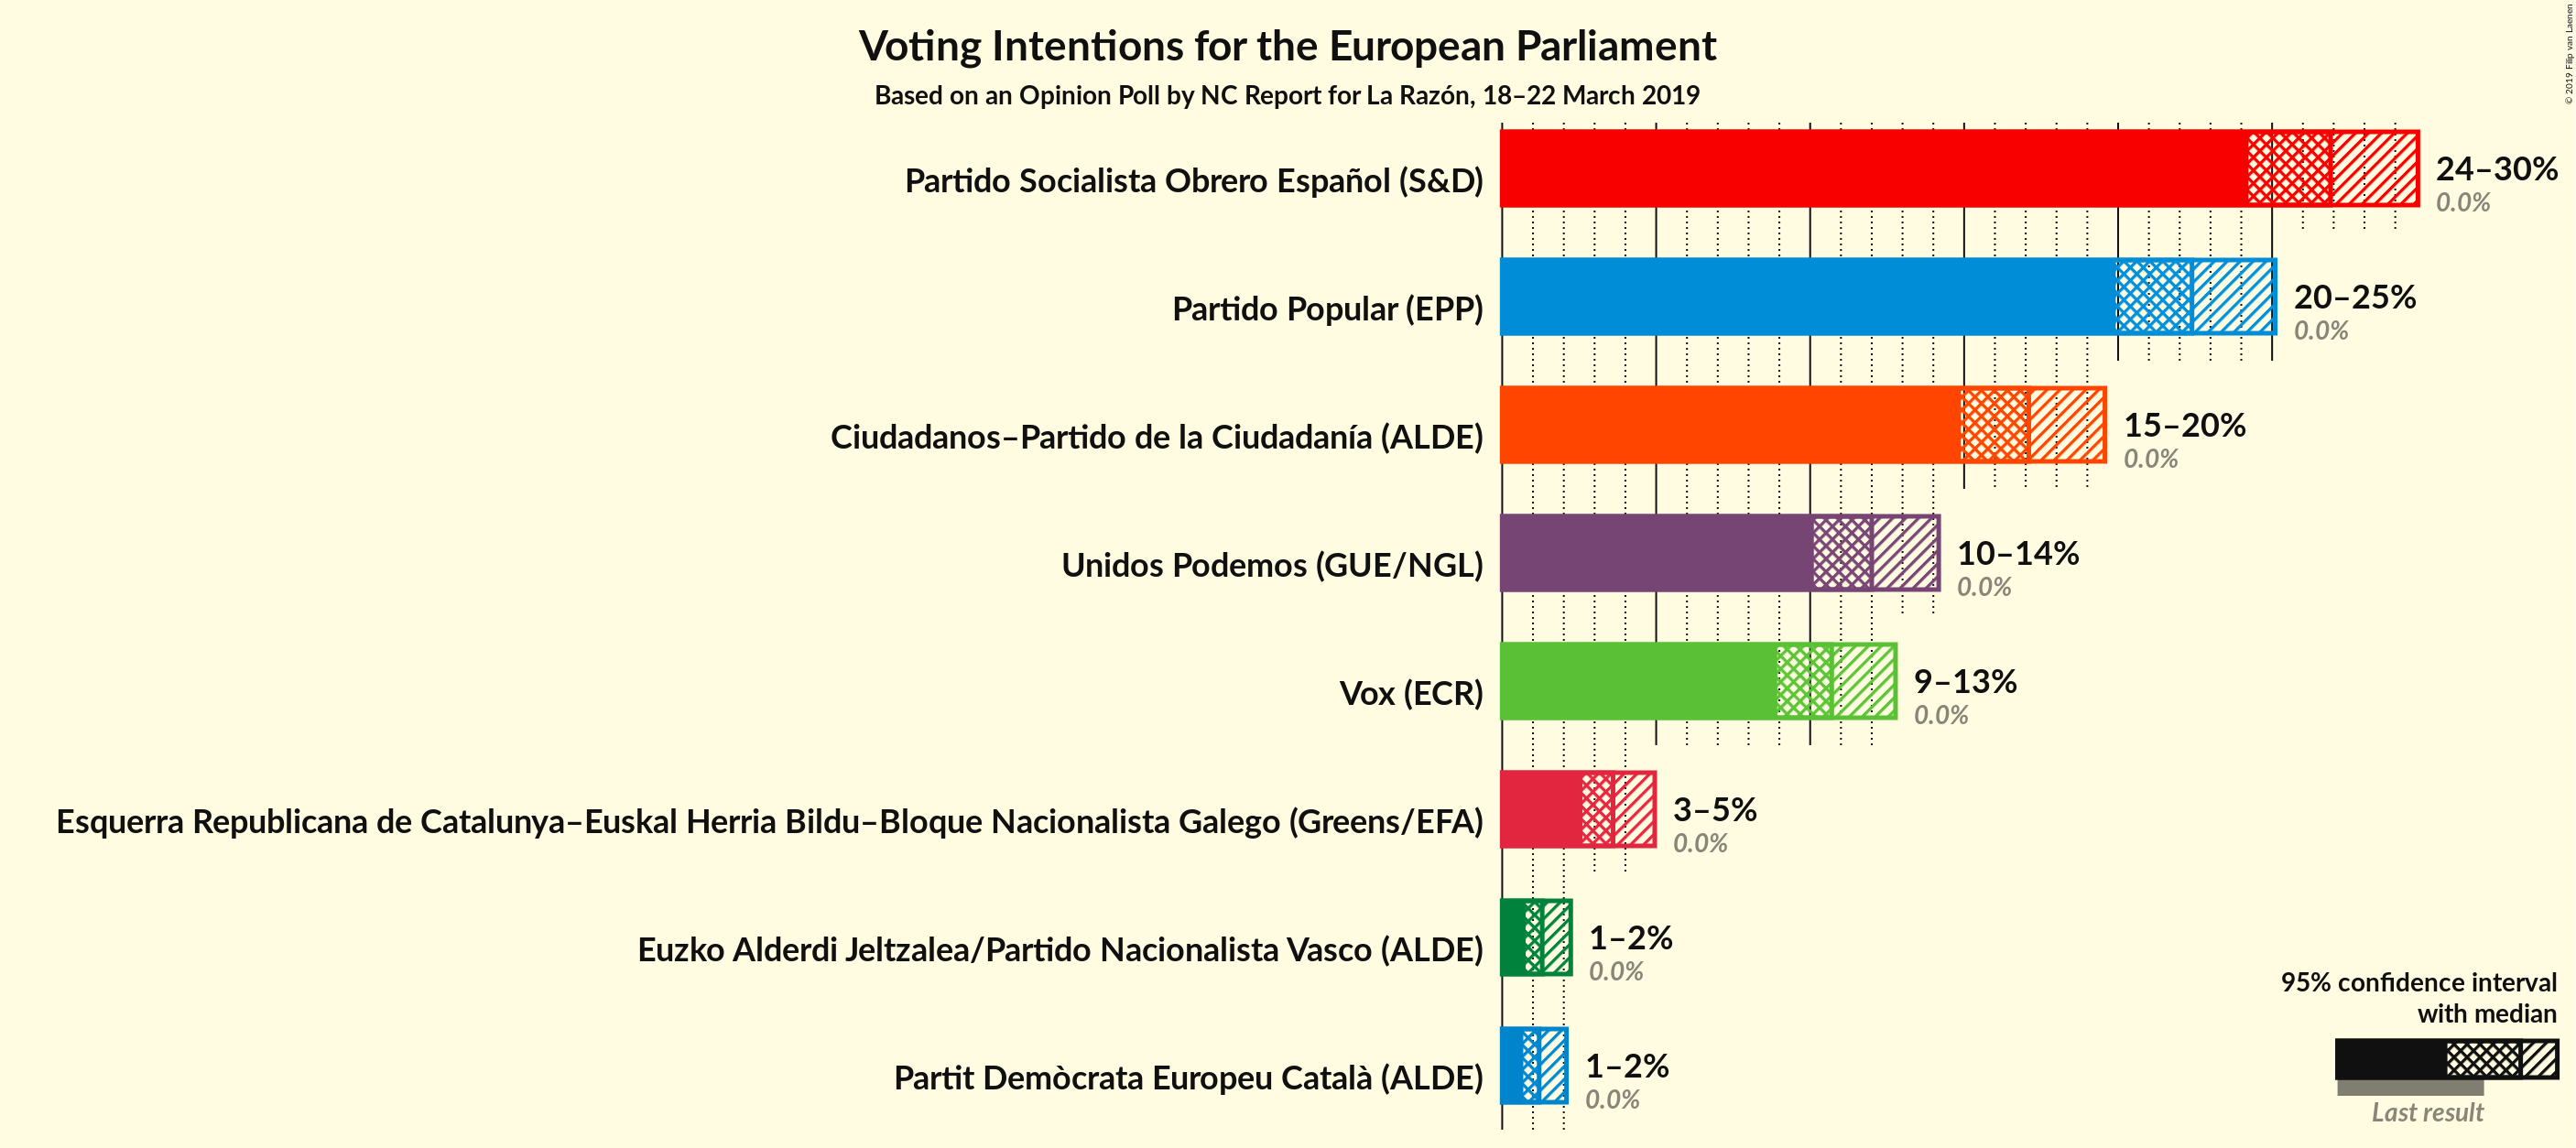 Voting Intentions for the European Parliament
Based on an Opinion Poll by NC Report for La Razón, 18–22 March 2019
© 2019 Filip van Laenen
Partido Socialista Obrero Español (S&D)
24–30%
0.0%
Partido Popular (EPP)
20–25%
0.0%
Ciudadanos–Partido de la Ciudadanía (ALDE)
15–20%
0.0%
Unidos Podemos (GUE/NGL)
10–14%
0.0%
Vox (ECR)
9–13%
0.0%
Esquerra Republicana de Catalunya–Euskal Herria Bildu–Bloque Nacionalista Galego (Greens/EFA)
3–5%
0.0%
Euzko Alderdi Jeltzalea/Partido Nacionalista Vasco (ALDE)
1–2%
0.0%
Partit Demòcrata Europeu Català (ALDE)
1–2%
0.0%
95% confidence interval
with median
Last result